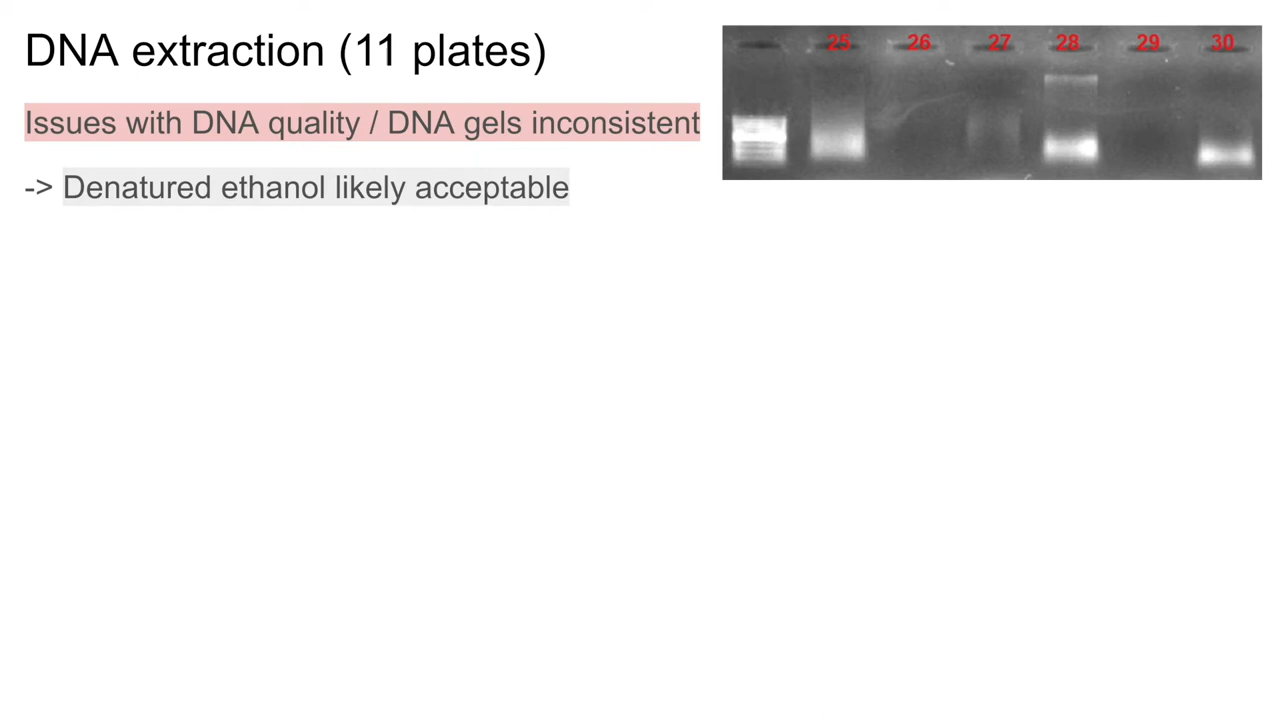 DNA extraction (11 plates)
Issues with DNA quality / DNA gels inconsistent
-> Denatured ethanol likely acceptable
25 26 27 28 29 30